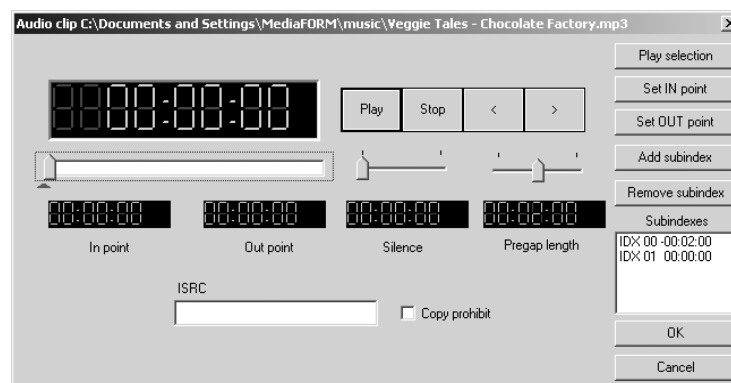 Audio clip C:\Documents and Settings\MediaFORM\music\Veggie Tales - Chocolate Factory.mp3
Play selection
Set IN point
00:00:00
Play Stop < >
Set OUT point
Add subindex
Remove subindex
00:00:00 00:00:00 00:00:00 00:02:00
In point Out point Silence Pregap length
Subindexes
IDX 00 -00:02:00
IDX 01 00:00:00
ISRC
Copy prohibit
OK
Cancel